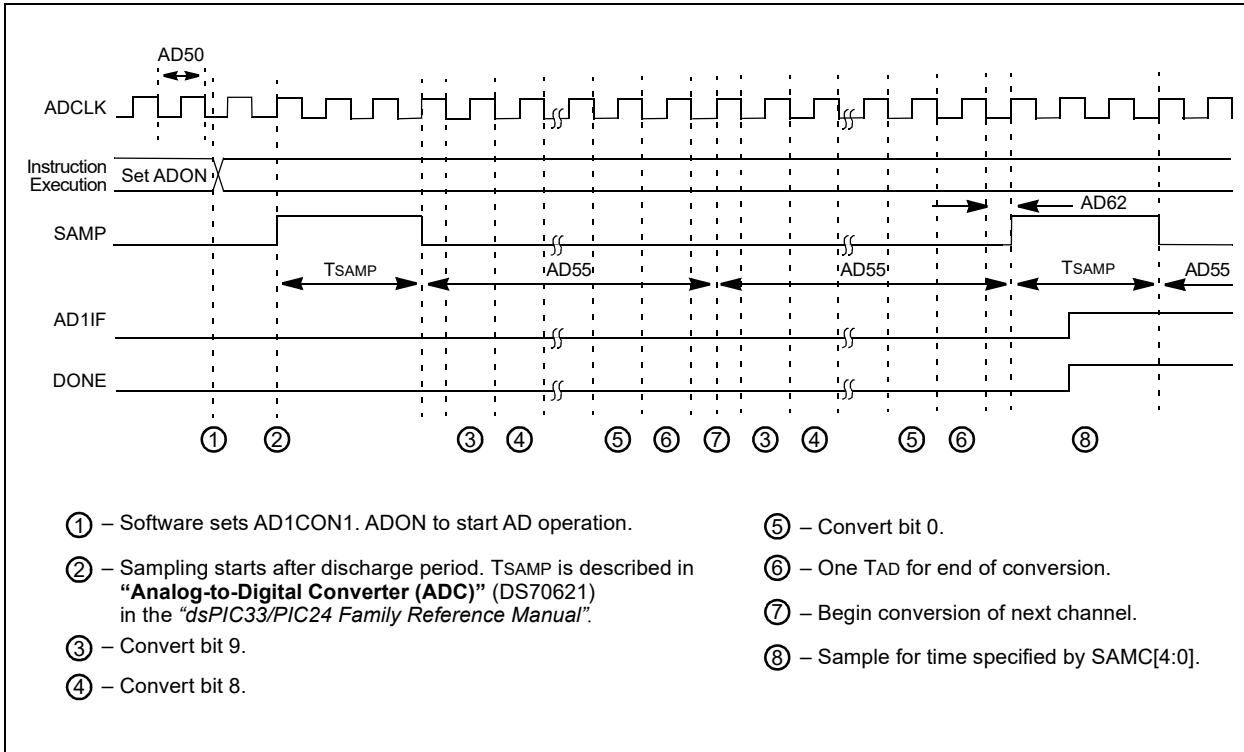 AD50
ADCLK
Instruction
Execution
Set ADON
AD62
SAMP
TSAMP
AD55
AD55
TSAMP
AD55
AD1IF
DONE
1 2 3 4 5 6 7 3 4 5 6 8
1 – Software sets AD1CON1. ADON to start AD operation.
2 – Sampling starts after discharge period. TSAMP is described in
“Analog-to-Digital Converter (ADC)” (DS70621)
in the “dsPIC33/PIC24 Family Reference Manual”.
3 – Convert bit 9.
4 – Convert bit 8.
5 – Convert bit 0.
6 – One TAD for end of conversion.
7 – Begin conversion of next channel.
8 – Sample for time specified by SAMC[4:0].